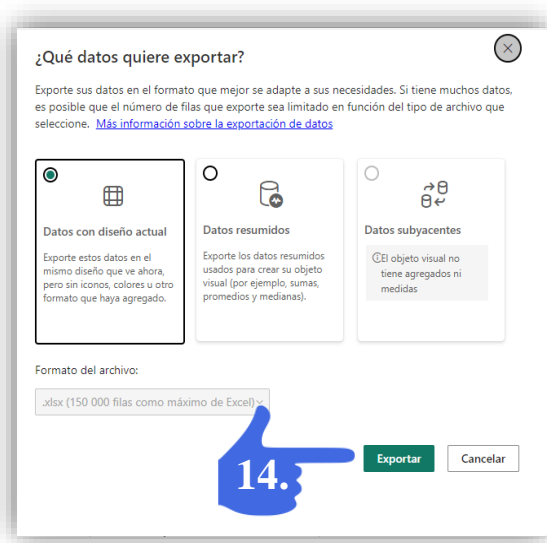 ¿Qué datos quiere exportar?
Exporte sus datos en el formato que mejor se adapte a sus necesidades. Si tiene muchos datos,
es posible que el número de filas que exporte sea limitado en función del tipo de archivo que
seleccione. Más información sobre la exportación de datos
Datos con diseño actual
Exporte estos datos en el
mismo diseño que ve ahora,
pero sin iconos, colores u otro
formato que haya agregado.
Datos resumidos
Exporte los datos resumidos
usados para crear su objeto
visual (por ejemplo, sumas,
promedios y medianas).
Datos subyacentes
El objeto visual no
tiene agregados ni
medidas
Formato del archivo:
.xlsx (150 000 filas como máximo de Excel)
14.
Exportar
Cancelar